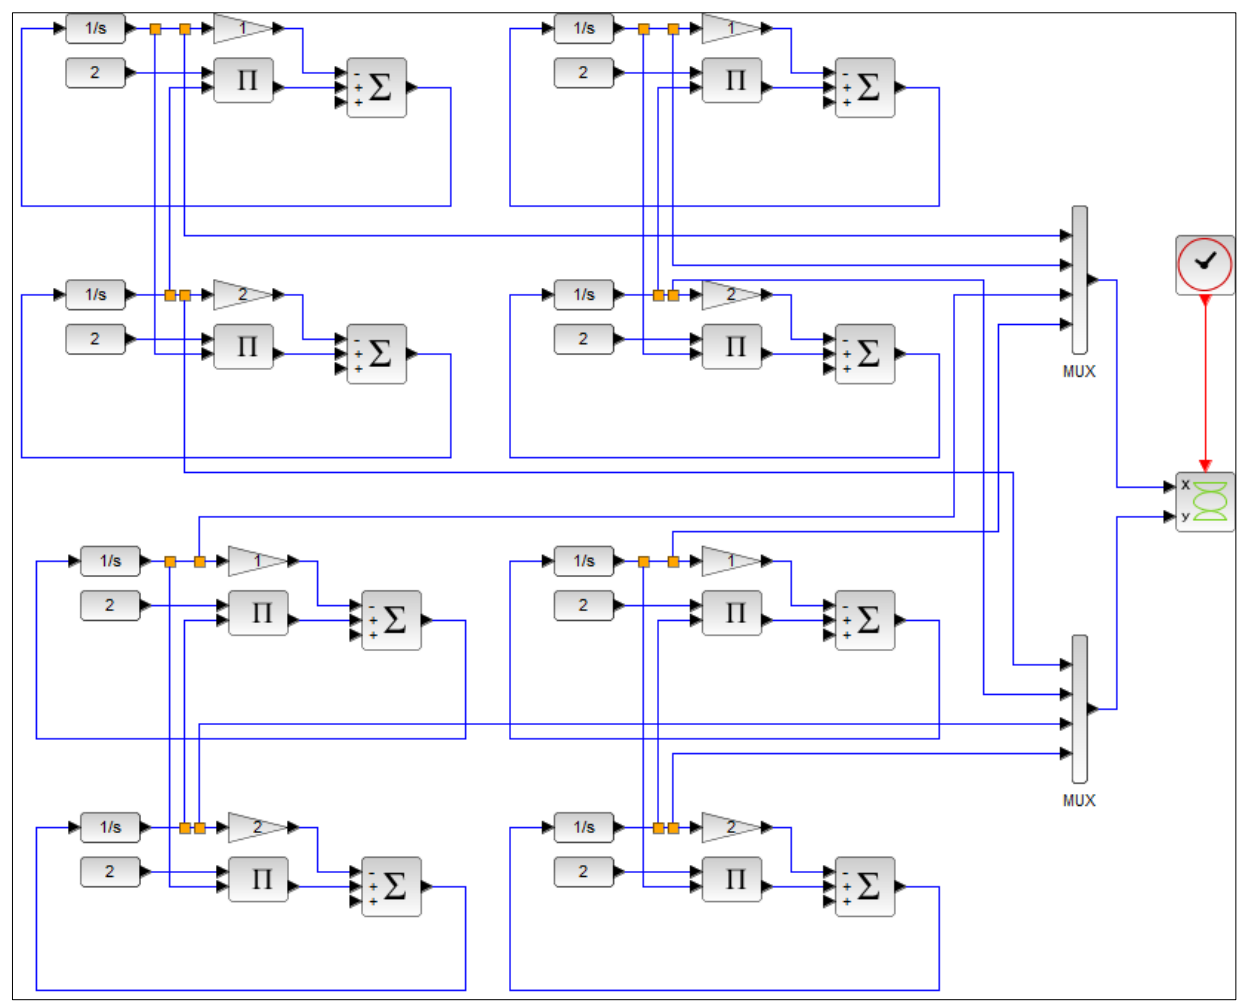 1/s 1 1/s 1
2 Π 2 Π
- + + Σ - + + Σ
1/s 2 1/s 2
2 Π 2 Π
- + + Σ - + + Σ
MUX
x
y
1/s 1 1/s 1
2 Π 2 Π
- + + Σ - + + Σ
MUX
1/s 2 1/s 2
2 Π 2 Π
- + + Σ - + + Σ